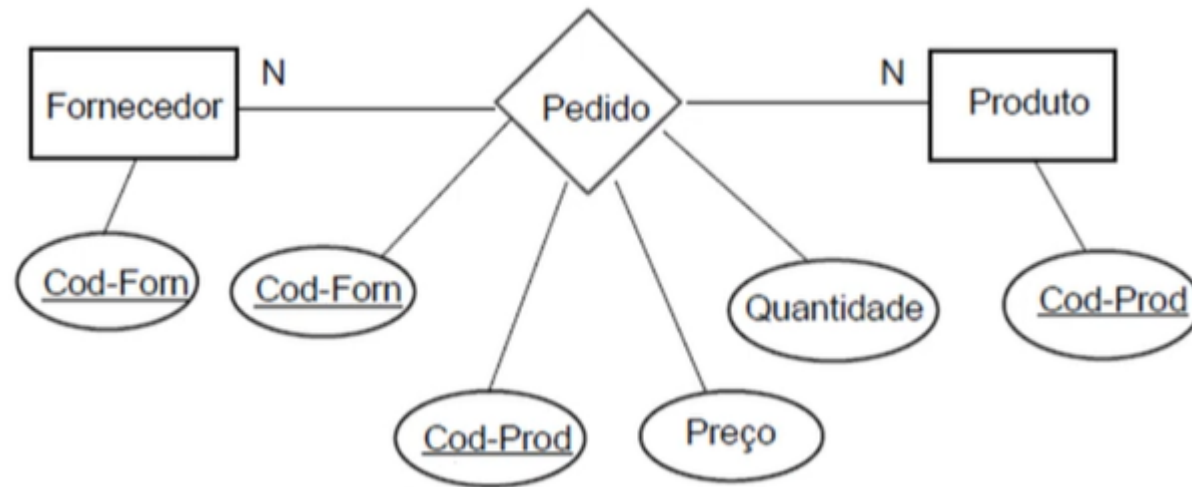 N
N
Fornecedor
Pedido
Produto
Cod-Forn
Cod-Forn
Quantidade
Cod-Prod
Cod-Prod
Preço